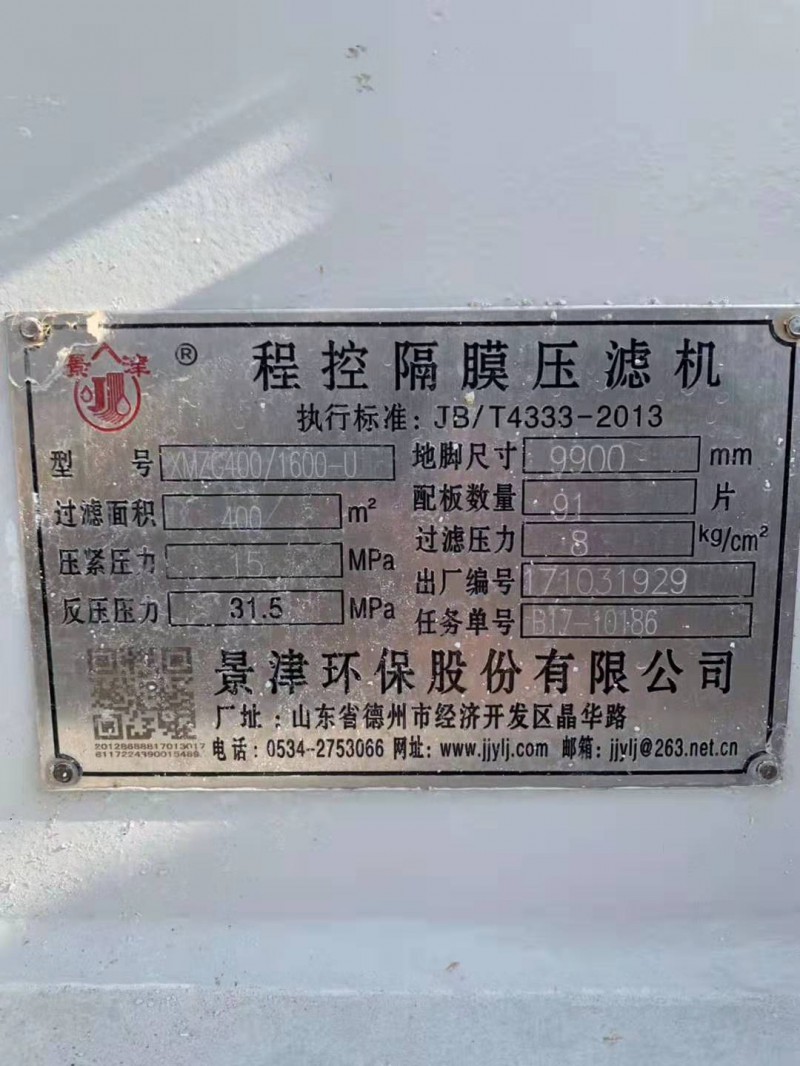 景津 ® 程控隔膜压滤机
执行标准: JB/T4333-2013
型 号 XMZG400/1600-U 地脚尺寸 9900 mm
过滤面积 400 m² 配板数量 91 片
压紧压力 15 MPa 过滤压力 8 kg/cm²
反压压力 31.5 MPa 出厂编号 171031929
任务单号 B17-10186
景津环保股份有限公司
厂址: 山东省德州市经济开发区晶华路
电话: 0534-2753066 网址: www.jjylj.com 邮箱: jjylj@263.net.cn